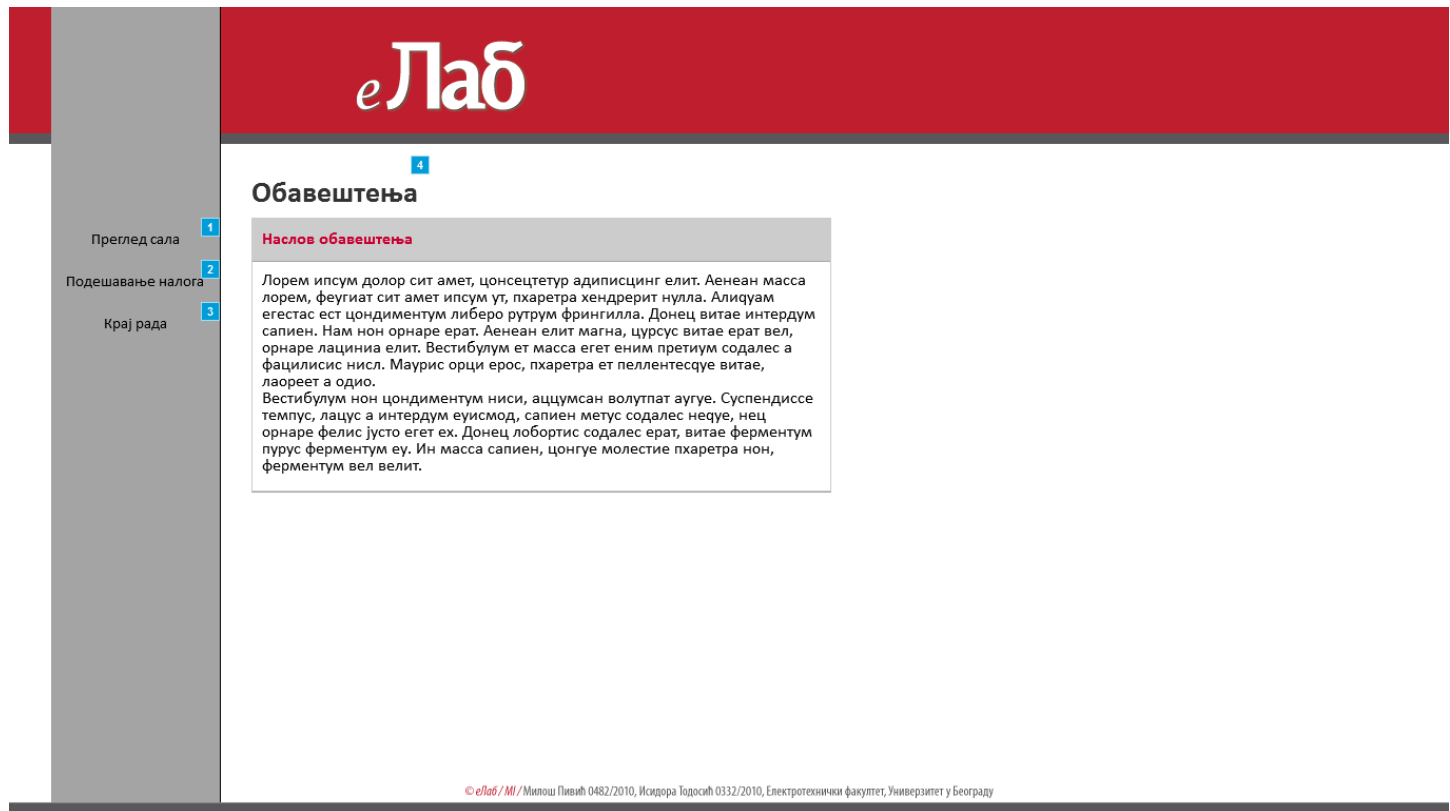 еЛаб
4
Обавештења
1
Преглед сала
2
Подешавање налога
3
Крај рада
Наслов обавештења
Лорем ипсум долор сит амет, цонсецтетур адиписцинг елит. Аенеан масса
лорем, феугиат сит амет ипсум ут, пхаретра хендрерит нулла. Алиqуам
егестас ест цондиментум либеро рутрум фрингилла. Донец витае интердум
сапиен. Нам нон орнаре ерат. Аенеан елит магна, цурсус витае ерат вел,
орнаре лациниа елит. Вестибулум ет масса егет еним претиум содалес а
фацилисис нисл. Маурис орци ерос, пхаретра ет пеллентесqуе витае,
лаореет а одио.
Вестибулум нон цондиментум ниси, аццумсан волутпат аугуе. Суспендиссе
темпус, лацус а интердум еуисмод, сапиен метус содалес неqуе, нец
орнаре фелис јусто егет еx. Донец лобортис содалес ерат, витае ферментум
пурус ферментум еу. Ин масса сапиен, цонгуе молестие пхаретра нон,
ферментум вел велит.
© еЛаб / МІ / Милош Пивић 0482/2010, Исидора Тодосић 0332/2010, Електротехнички факултет, Универзитет у Београду